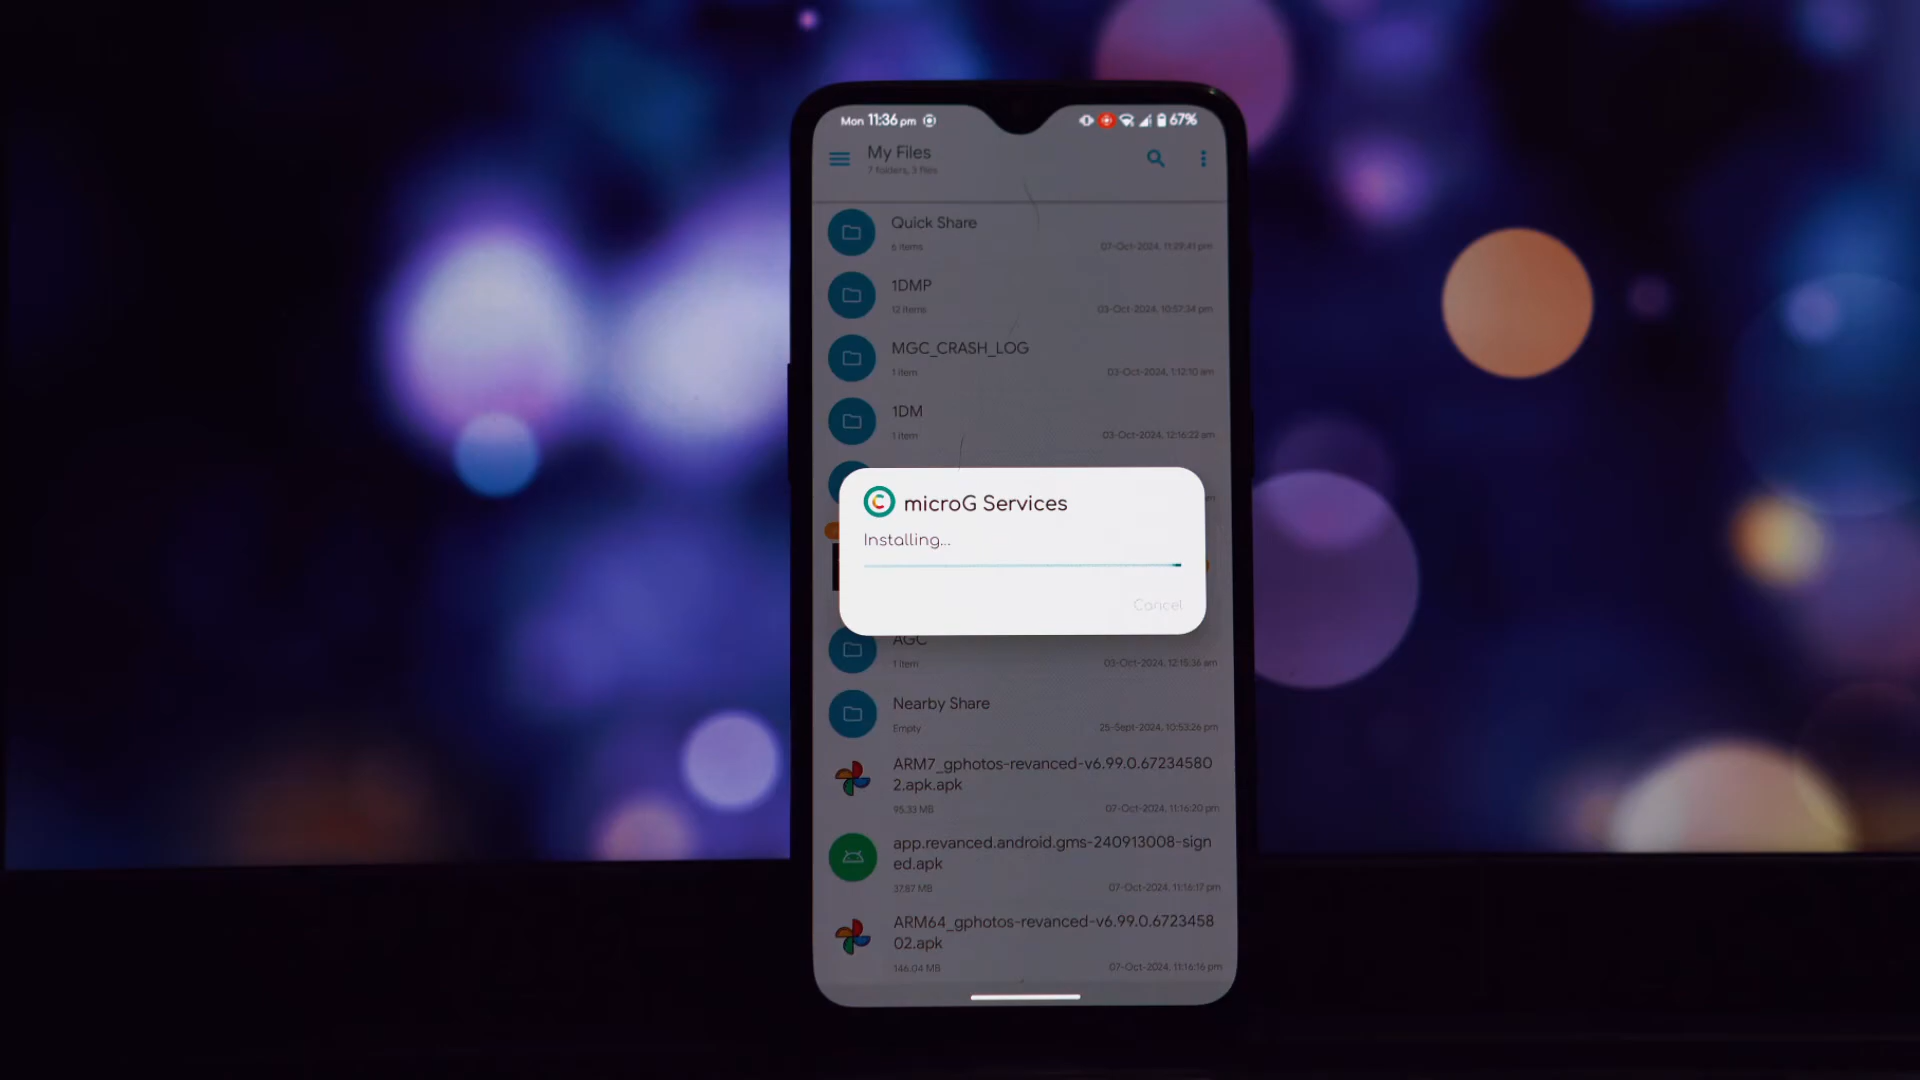 Mon 11:36 pm
67%
My Files
7 folders, 3 files
Quick Share
6 items
07-Oct-2024, 11:29:41 pm
1DMP
12 items
03-Oct-2024, 10:57:34 pm
MGC_CRASH_LOG
1 item
03-Oct-2024, 1:12:10 am
1DM
1 item
03-Oct-2024, 12:16:22 am
microG Services
Installing...
Cancel
AGC
1 item
03-Oct-2024, 12:15:36 am
Nearby Share
Empty
25-Sept-2024, 10:53:26 pm
ARM7_gphotos-revanced-v6.99.0.67234580
2.apk.apk
95.33 MB
07-Oct-2024, 11:16:20 pm
app.revanced.android.gms-240913008-sign
ed.apk
37.87 MB
07-Oct-2024, 11:16:17 pm
ARM64_gphotos-revanced-v6.99.0.6723458
02.apk
146.04 MB
07-Oct-2024, 11:16:16 pm